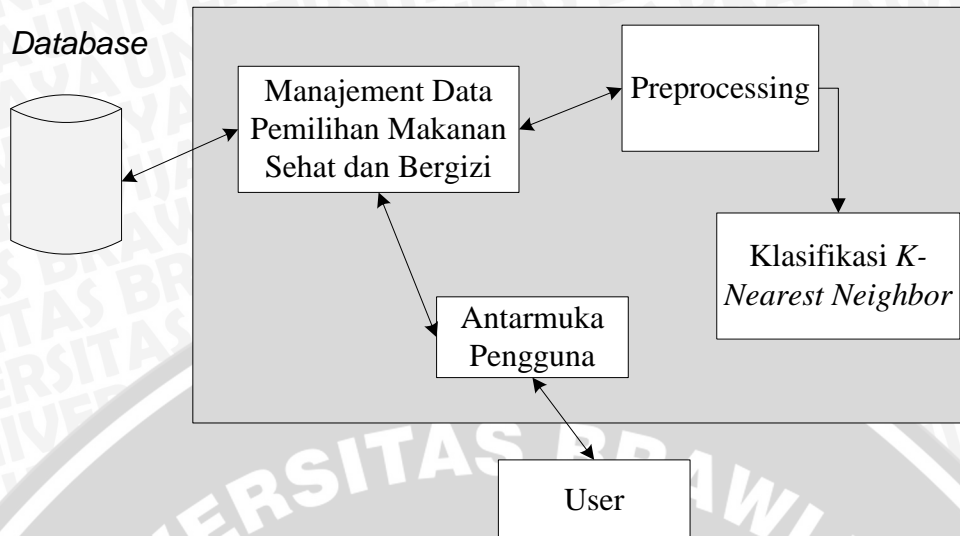 Database
Manajement Data
Pemilihan Makanan
Sehat dan Bergizi
Preprocessing
Klasifikasi K-
Nearest Neighbor
Antarmuka
Pengguna
User